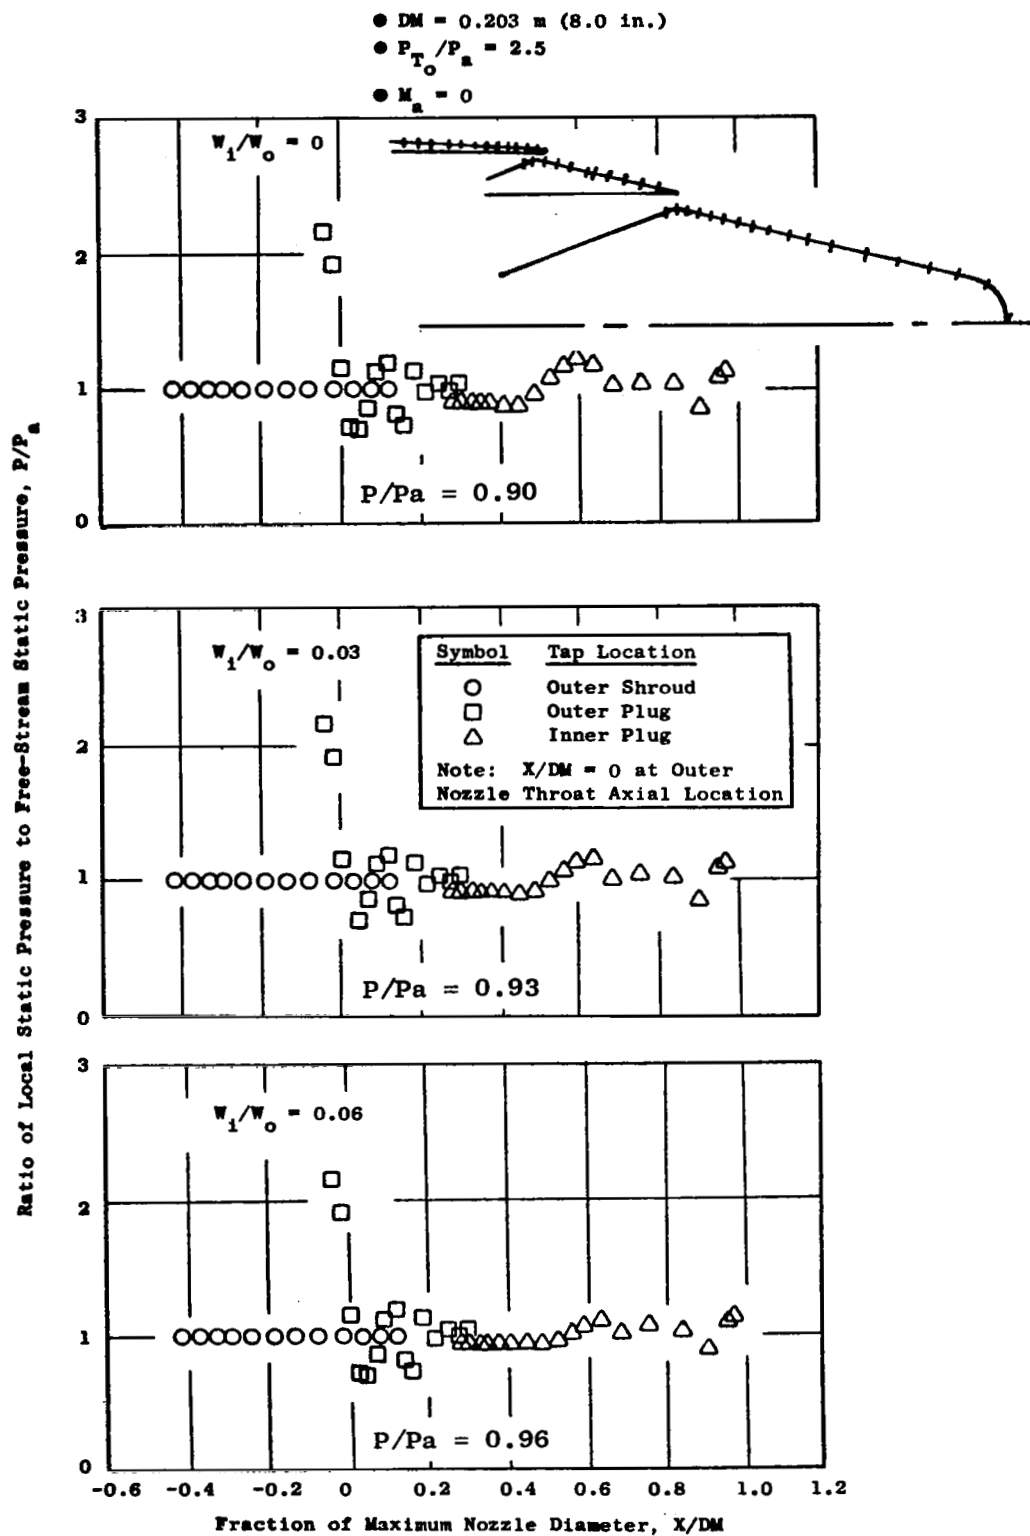 ● DM = 0.203 m (8.0 in.)
● P_T_o/P_a = 2.5
● M_a = 0
3
W_i/W_o = 0
2
1
P/Pa = 0.90
0
3
W_i/W_o = 0.03
Symbol Tap Location
○ Outer Shroud
□ Outer Plug
△ Inner Plug
Note: X/DM = 0 at Outer
Nozzle Throat Axial Location
2
1
P/Pa = 0.93
0
3
W_i/W_o = 0.06
2
1
P/Pa = 0.96
0
-0.6 -0.4 -0.2 0 0.2 0.4 0.6 0.8 1.0 1.2
Fraction of Maximum Nozzle Diameter, X/DM
Ratio of Local Static Pressure to Free-Stream Static Pressure, P/P_a